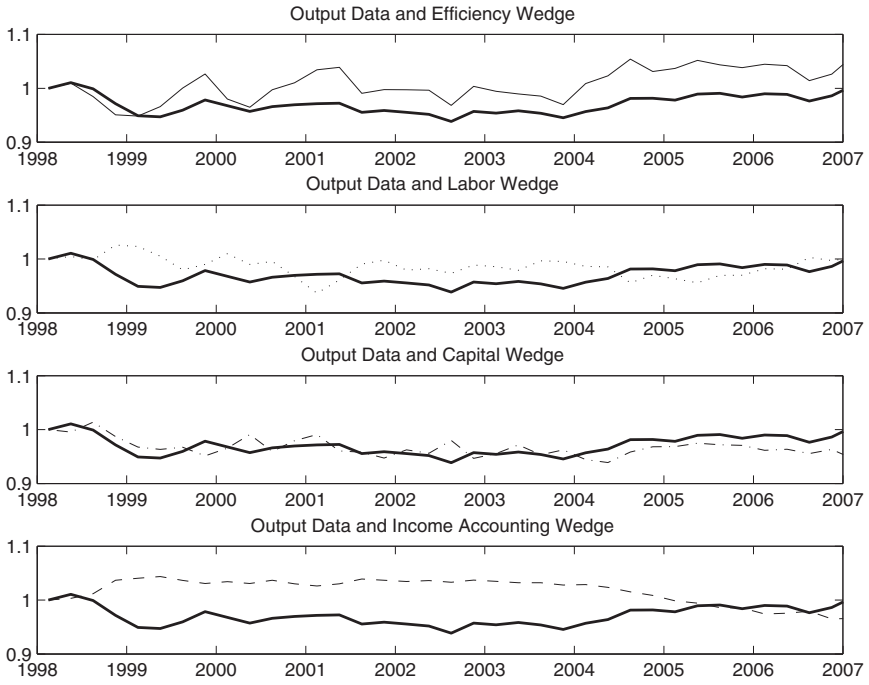 Output Data and Efficiency Wedge
1.1
1
0.9
1998 1999 2000 2001 2002 2003 2004 2005 2006 2007
Output Data and Labor Wedge
1.1
1
0.9
1998 1999 2000 2001 2002 2003 2004 2005 2006 2007
Output Data and Capital Wedge
1.1
1
0.9
1998 1999 2000 2001 2002 2003 2004 2005 2006 2007
Output Data and Income Accounting Wedge
1.1
1
0.9
1998 1999 2000 2001 2002 2003 2004 2005 2006 2007